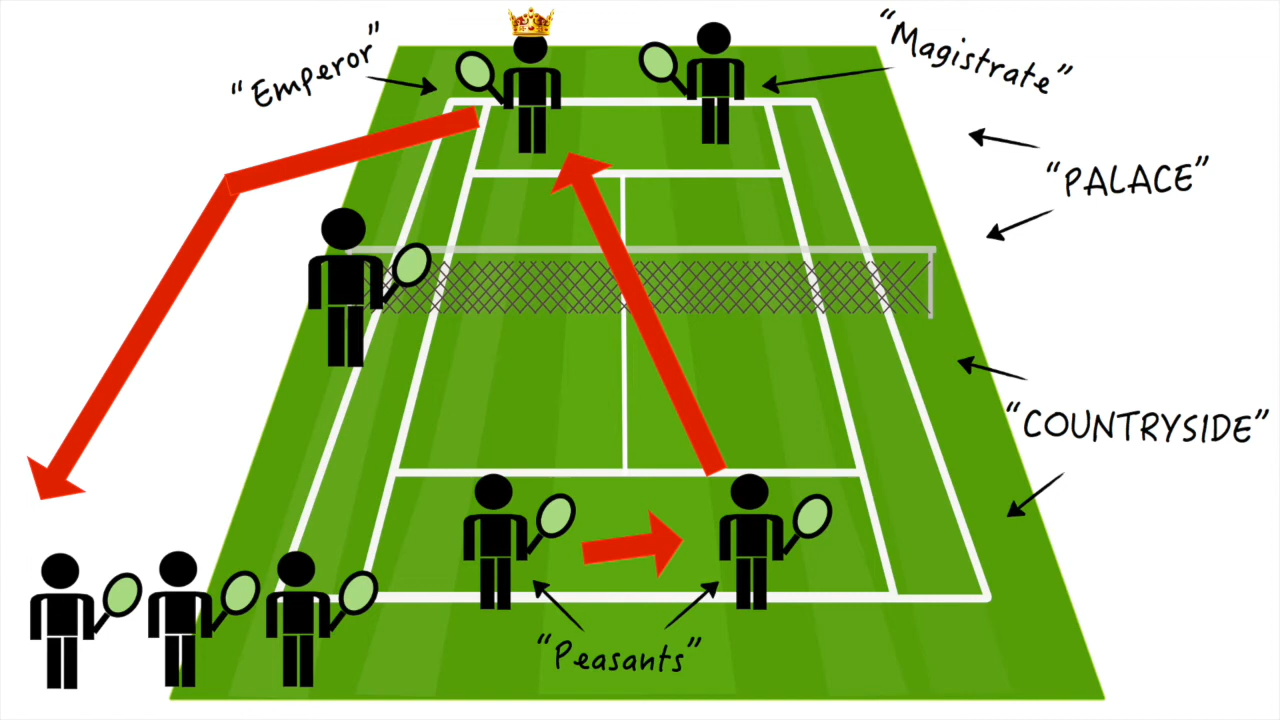 “Emperor”
“Magistrate”
“PALACE”
“COUNTRYSIDE”
“Peasants”